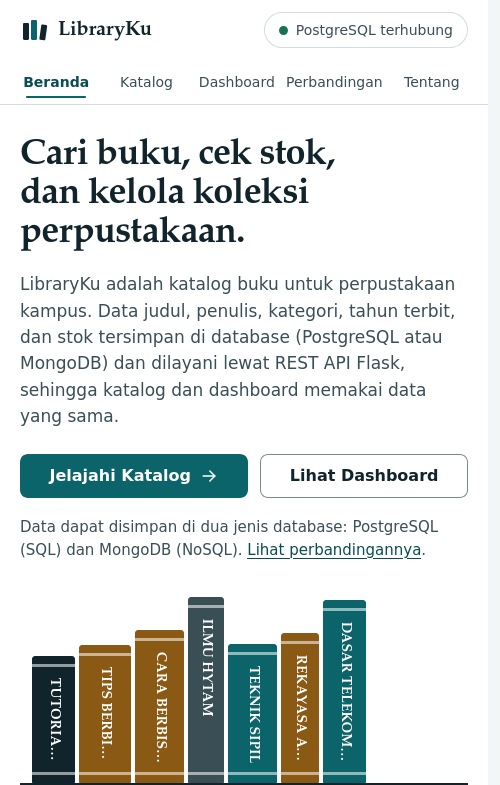 LibraryKu
PostgreSQL terhubung
Beranda Katalog Dashboard Perbandingan Tentang
Cari buku, cek stok,
dan kelola koleksi
perpustakaan.
LibraryKu adalah katalog buku untuk perpustakaan
kampus. Data judul, penulis, kategori, tahun terbit,
dan stok tersimpan di database (PostgreSQL atau
MongoDB) dan dilayani lewat REST API Flask,
sehingga katalog dan dashboard memakai data
yang sama.
Jelajahi Katalog →
Lihat Dashboard
Data dapat disimpan di dua jenis database: PostgreSQL
(SQL) dan MongoDB (NoSQL). Lihat perbandingannya.
TUTORIA...
TIPS BERBI...
CARA BERBIS...
ILMU HYTAM
TEKNIK SIPIL
REKAYASA A...
DASAR TELEKOM...